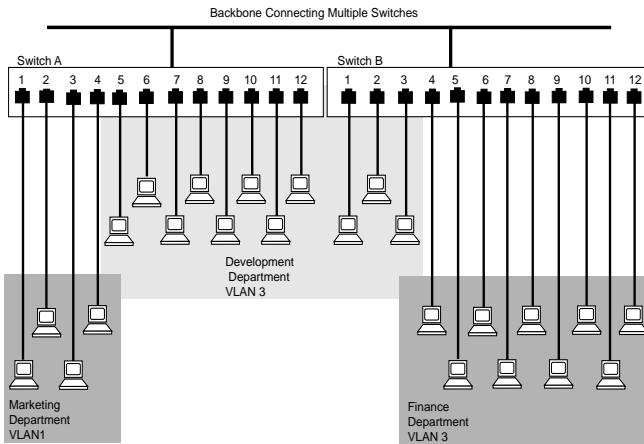 Backbone Connecting Multiple Switches
Switch A
1 2 3 4 5 6 7 8 9 10 11 12
Switch B
1 2 3 4 5 6 7 8 9 10 11 12
Development
Department
VLAN 3
Marketing
Department
VLAN1
Finance
Department
VLAN 3